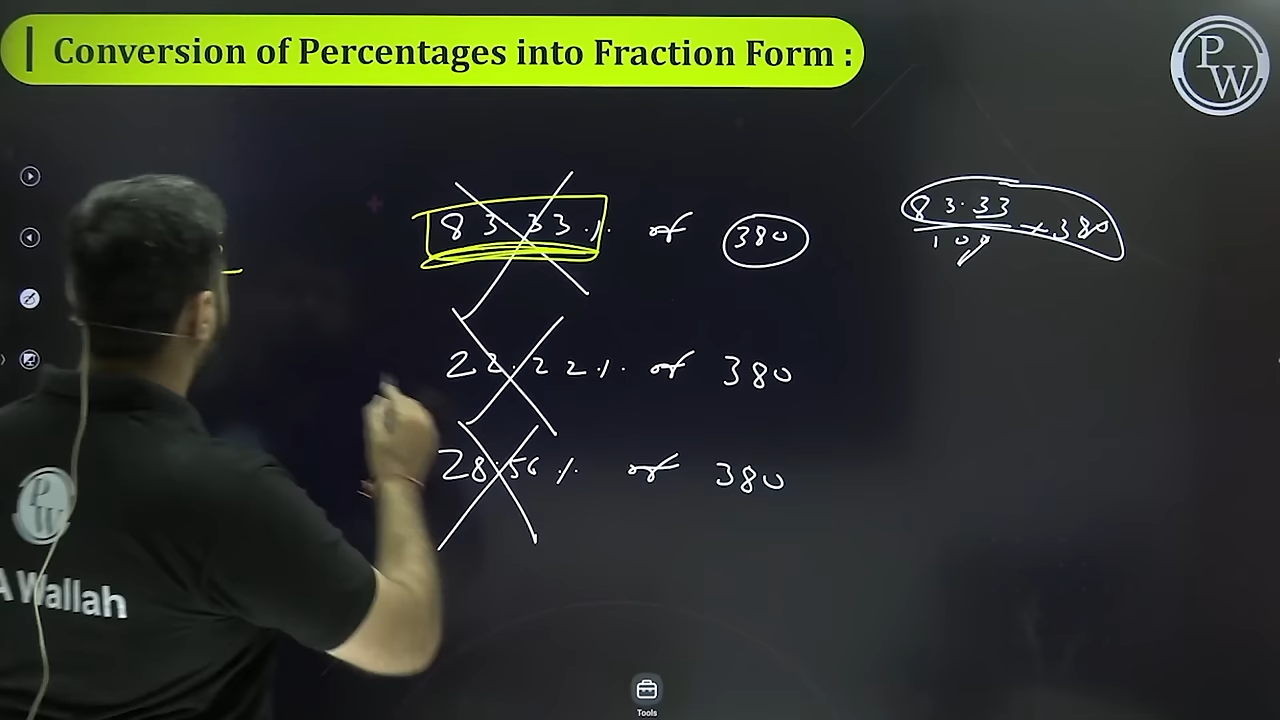 Conversion of Percentages into Fraction Form :
PW
83.33% of 380
83.33
100
× 380
22.22% of 380
28.56% of 380
PW
A Wallah
Tools